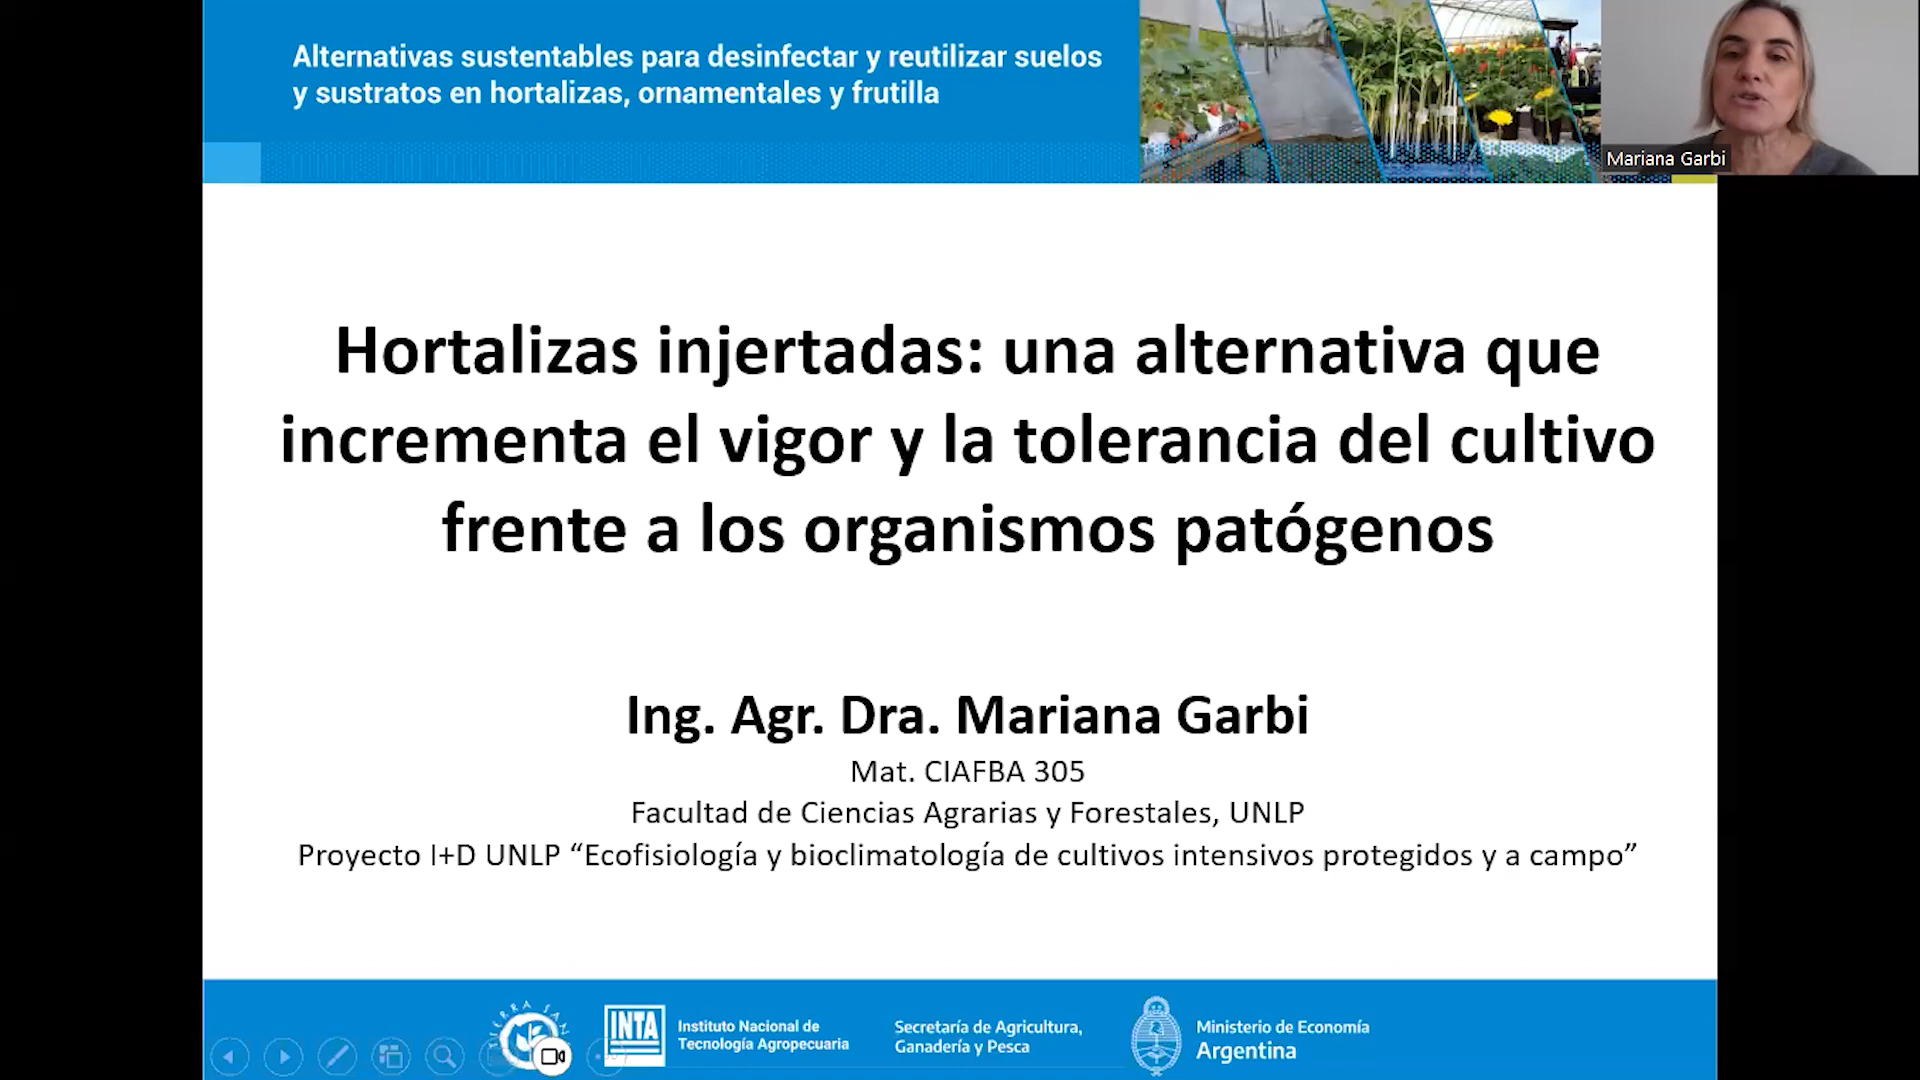 Alternativas sustentables para desinfectar y reutilizar suelos
y sustratos en hortalizas, ornamentales y frutilla
Mariana Garbi
Hortalizas injertadas: una alternativa que
incrementa el vigor y la tolerancia del cultivo
frente a los organismos patógenos
Ing. Agr. Dra. Mariana Garbi
Mat. CIAFBA 305
Facultad de Ciencias Agrarias y Forestales, UNLP
Proyecto I+D UNLP “Ecofisiología y bioclimatología de cultivos intensivos protegidos y a campo”
INTA
Instituto Nacional de
Tecnología Agropecuaria
Secretaría de Agricultura,
Ganadería y Pesca
Ministerio de Economía
Argentina